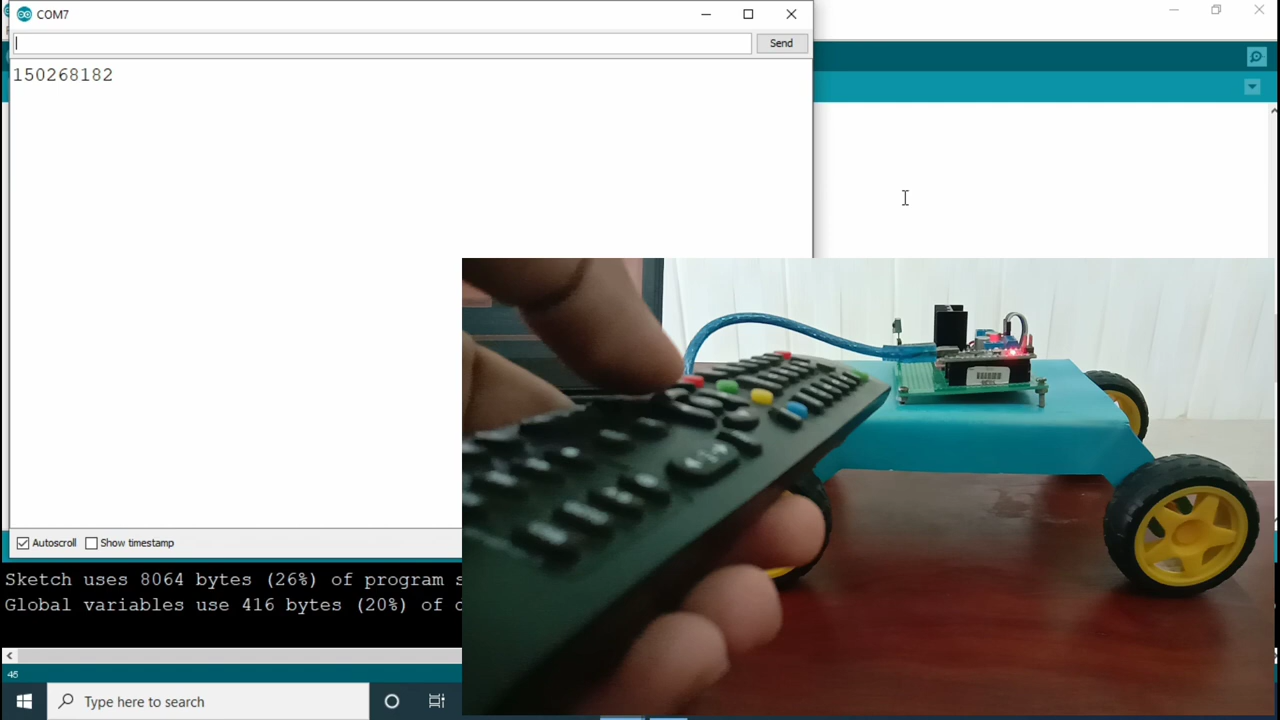 COM7
Send
150268182
Autoscroll
Show timestamp
Sketch uses 8064 bytes (26%) of program s
Global variables use 416 bytes (20%) of
46
Type here to search